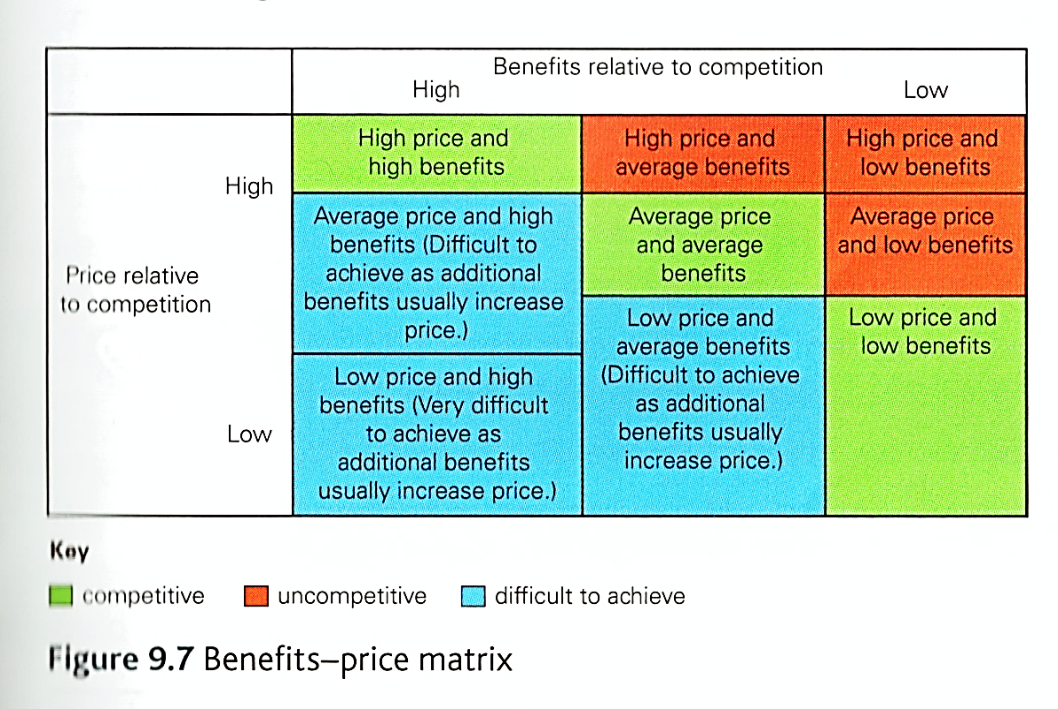 Benefits relative to competition
High
Low
High price and
high benefits
High price and
average benefits
High price and
low benefits
High
Average price and high
benefits (Difficult to
achieve as additional
benefits usually increase
price.)
Average price
and average
benefits
Average price
and low benefits
Price relative
to competition
Low price and
average benefits
(Difficult to achieve
as additional
benefits usually
increase price.)
Low price and
low benefits
Low price and high
benefits (Very difficult
to achieve as
additional benefits
usually increase price.)
Low
Key
competitive
uncompetitive
difficult to achieve
Figure 9.7 Benefits–price matrix